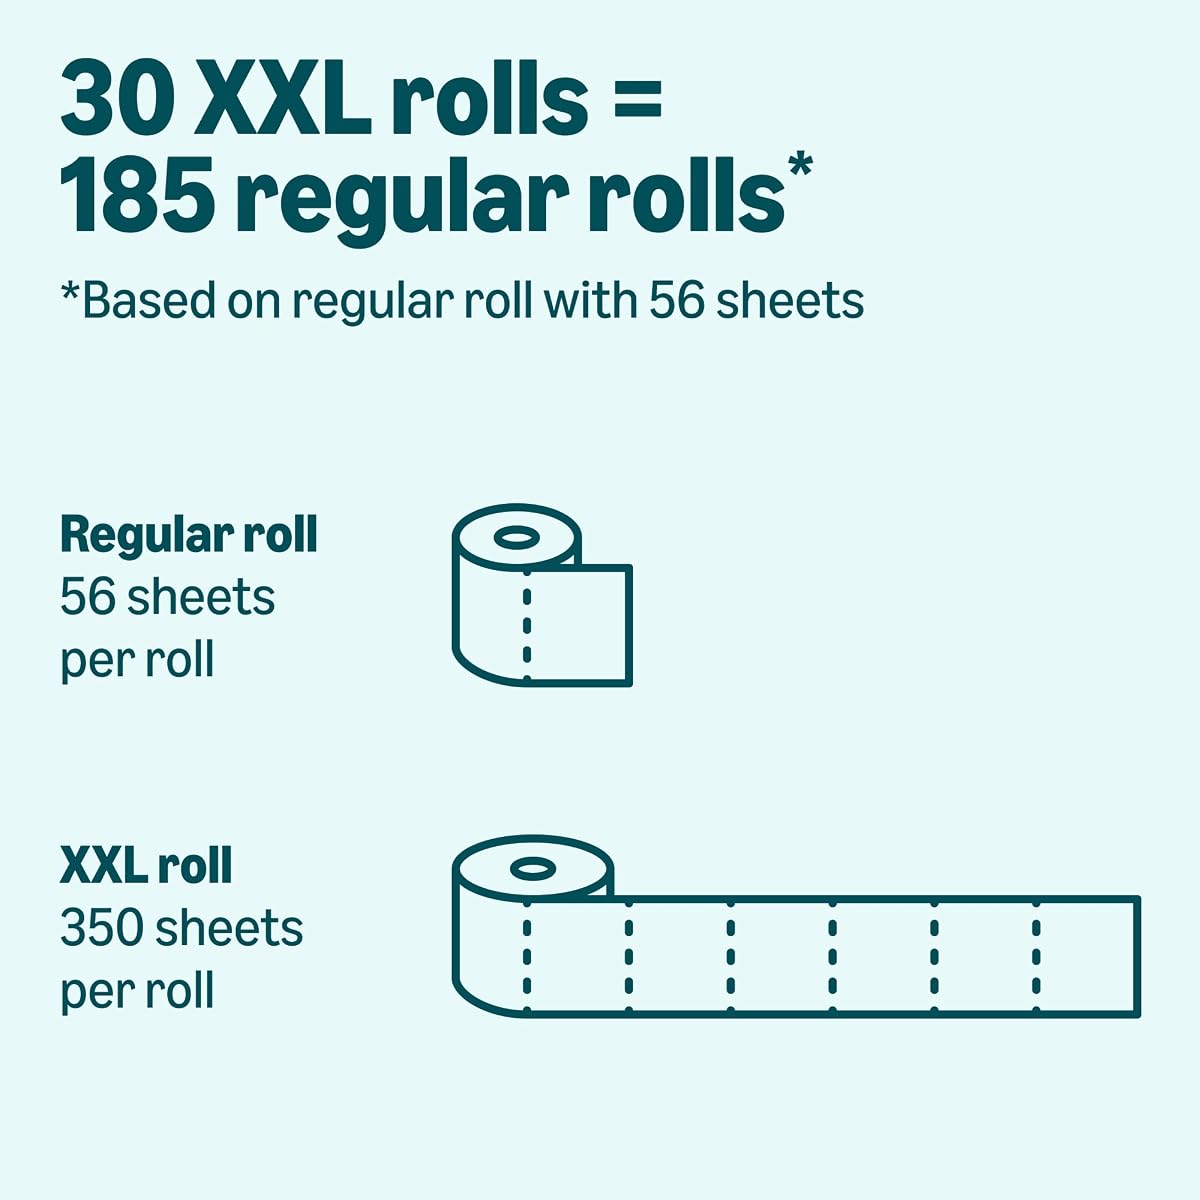 30 XXL rolls =
185 regular rolls*
*Based on regular roll with 56 sheets
Regular roll
56 sheets
per roll
XXL roll
350 sheets
per roll